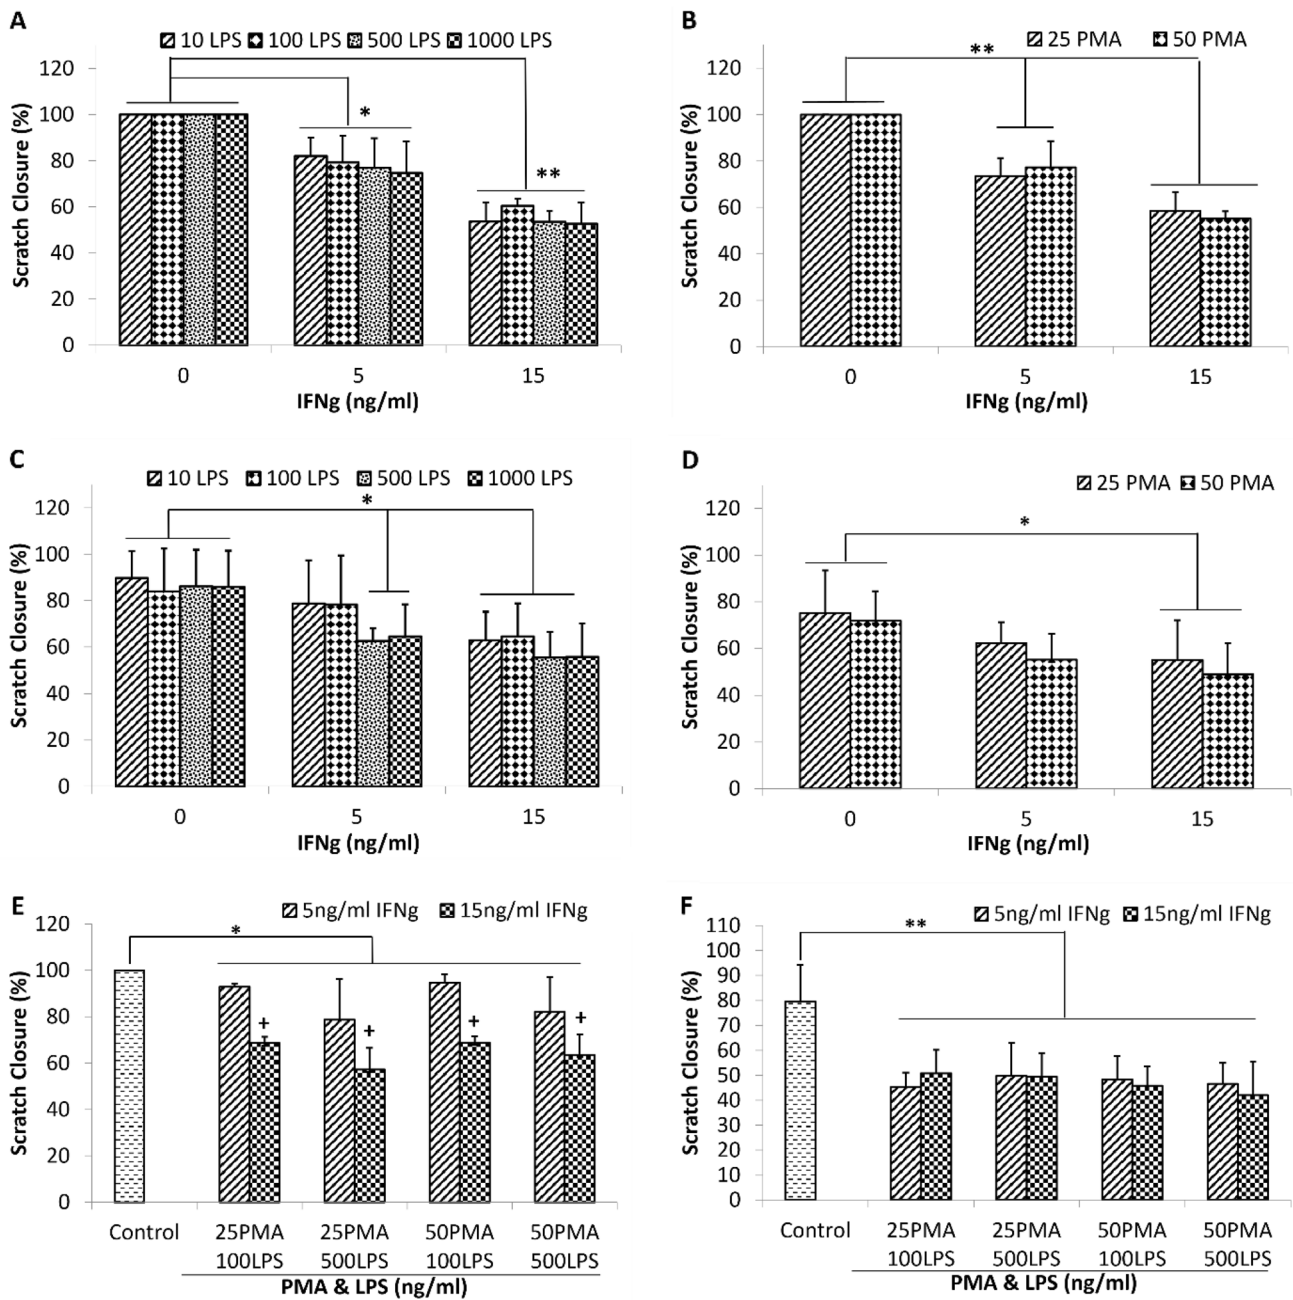 A
10 LPS 100 LPS 500 LPS 1000 LPS
Scratch Closure (%)
120
100
80
60
40
20
0
*
**
0 5 15
IFNg (ng/ml)
B
25 PMA 50 PMA
Scratch Closure (%)
120
100
80
60
40
20
0
**
0 5 15
IFNg (ng/ml)
C
10 LPS 100 LPS 500 LPS 1000 LPS
Scratch Closure (%)
120
100
80
60
40
20
0
*
0 5 15
IFNg (ng/ml)
D
25 PMA 50 PMA
Scratch Closure (%)
120
100
80
60
40
20
0
*
0 5 15
IFNg (ng/ml)
E
5ng/ml IFNg 15ng/ml IFNg
Scratch Closure (%)
120
100
80
60
40
20
0
*
+ + + +
Control 25PMA 25PMA 50PMA 50PMA
100LPS 500LPS 100LPS 500LPS
PMA & LPS (ng/ml)
F
5ng/ml IFNg 15ng/ml IFNg
Scratch Closure (%)
110
100
90
80
70
60
50
40
30
20
10
0
**
Control 25PMA 25PMA 50PMA 50PMA
100LPS 500LPS 100LPS 500LPS
PMA & LPS (ng/ml)